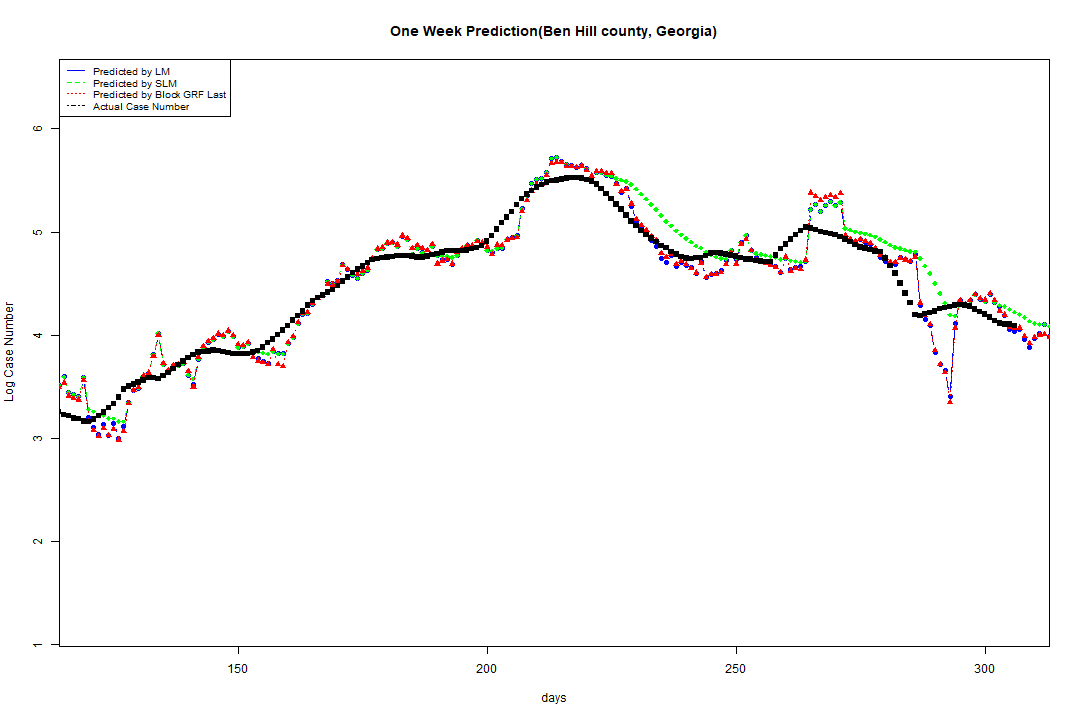 One Week Prediction(Ben Hill county, Georgia)
Predicted by LM
Predicted by SLM
Predicted by Block GRF Last
Actual Case Number
Log Case Number
6
5
4
3
2
1
150 200 250 300
days